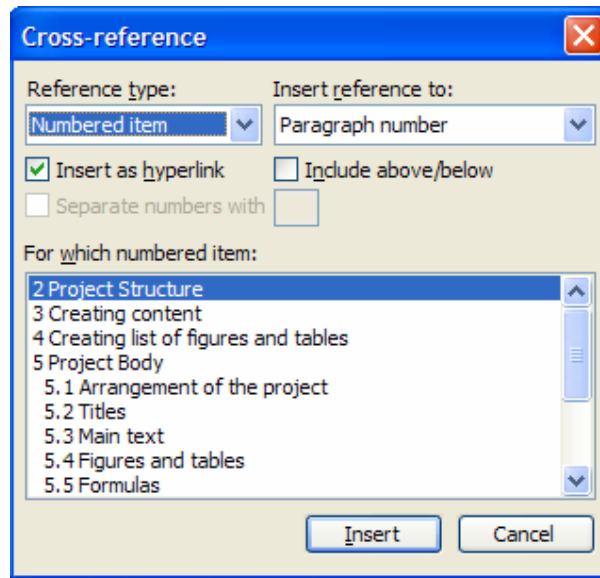 Cross-reference
Reference type: Insert reference to:
Numbered item Paragraph number
Insert as hyperlink Include above/below
Separate numbers with
For which numbered item:
2 Project Structure
3 Creating content
4 Creating list of figures and tables
5 Project Body
5.1 Arrangement of the project
5.2 Titles
5.3 Main text
5.4 Figures and tables
5.5 Formulas
Insert Cancel